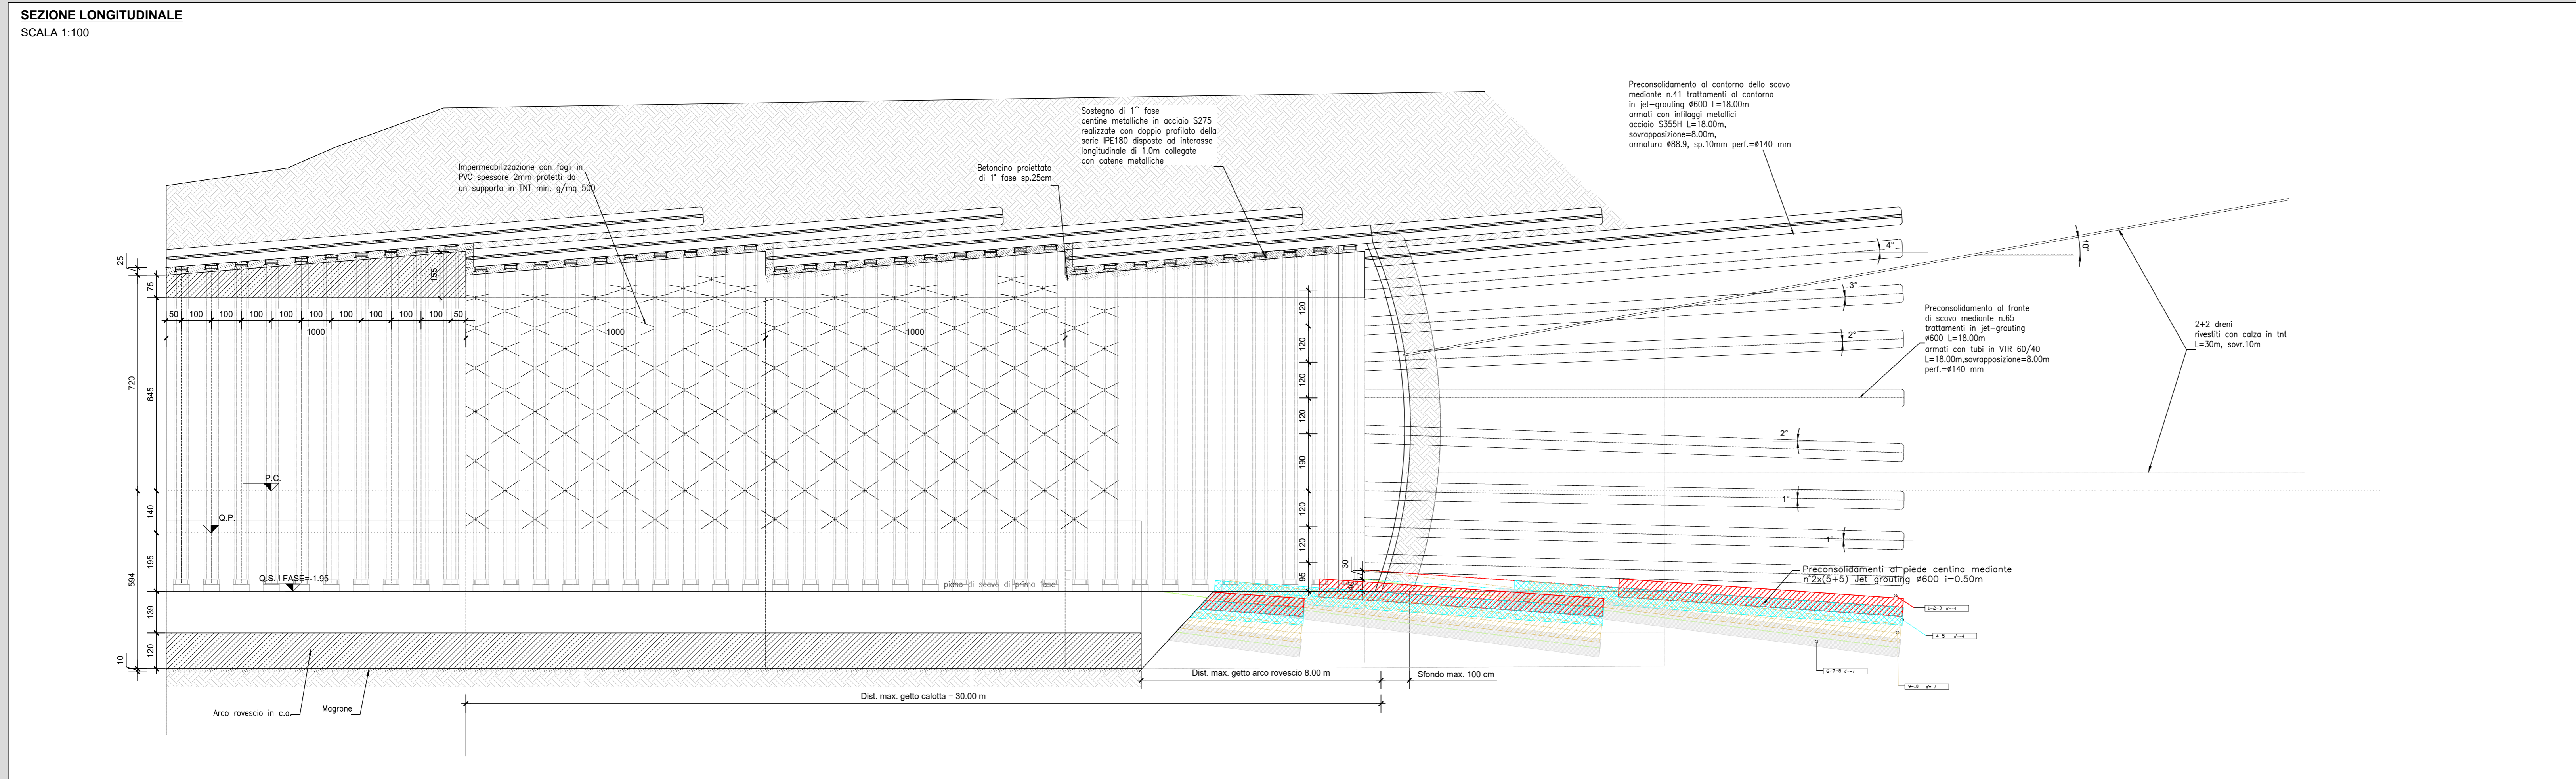 SEZIONE LONGITUDINALE
SCALA 1:100
Preconsolidamento al contorno dello scavo
mediante n.41 trattamenti al contorno
in jet-grouting ø600 L=18.00m
armati con infilaggi metallici
acciaio S355H L=18.00m,
sovrapposizione=8.00m,
armatura ø88.9, sp.10mm perf.=ø140 mm
Sostegno di 1^ fase
centine metalliche in acciaio S275
realizzate con doppio profilato della
serie IPE180 disposte ad interasse
longitudinale di 1.0m collegate
con catene metalliche
Impermeabilizzazione con fogli in
PVC spessore 2mm protetti da
un supporto in TNT min. g/mq 500
Betoncino proiettato
di 1° fase sp.25cm
4°
10°
3°
2°
2°
1°
1°
Preconsolidamento al fronte
di scavo mediante n.65
trattamenti in jet-grouting
ø600 L=18.00m
armati con tubi in VTR 60/40
L=18.00m,sovrapposizione=8.00m
perf.=ø140 mm
2+2 dreni
rivestiti con calza in tnt
L=30m, sovr.10m
25
75
155
50 100 100 100 100 100 100 100 100 100 50
1000 1000 1000
720
645
140
195
594
139
120
10
120
120
120
120
190
120
120
95
30
40
P.C.
Q.P.
Q.S. I FASE=-1.95
piano di scavo di prima fase
Preconsolidamenti al piede centina mediante
n°2x(5+5) Jet grouting ø600 i=0.50m
1-2-3
4-5
6-7-8
9-10
Dist. max. getto arco rovescio 8.00 m
Sfondo max. 100 cm
Dist. max. getto calotta = 30.00 m
Arco rovescio in c.a.
Magrone